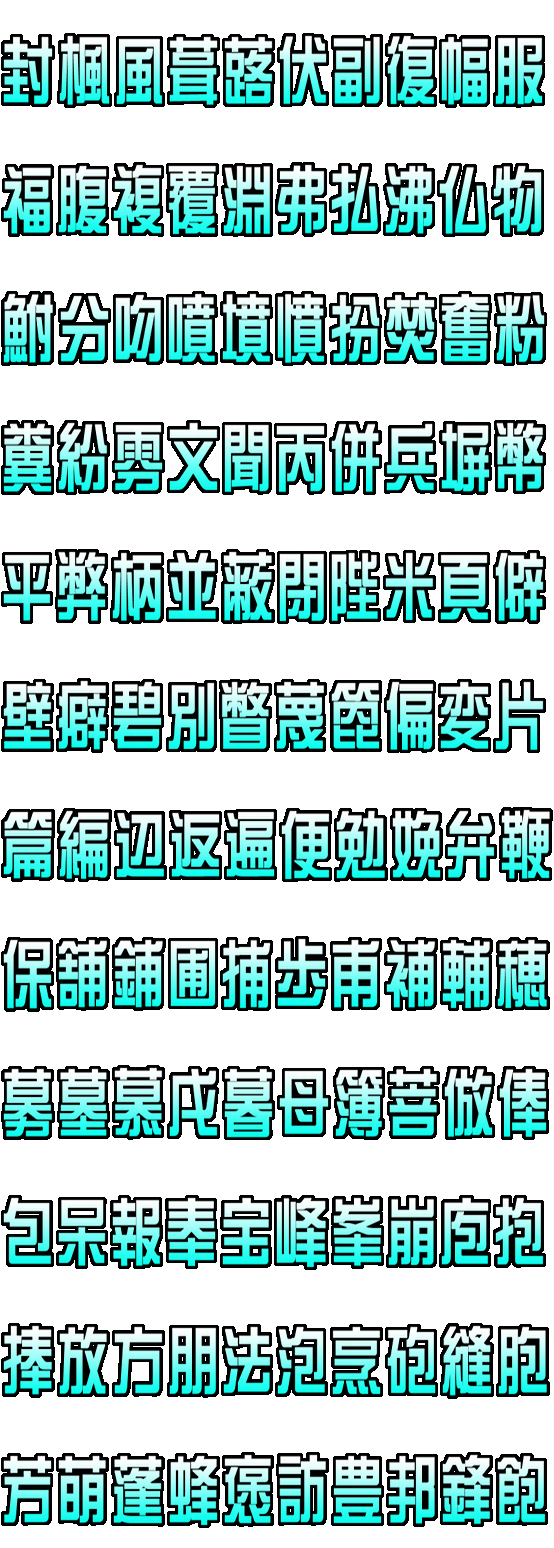 封楓風葺蕗伏副復幅服
福腹複覆淵弗払沸仏物
鮒分吻噴墳憤扮焚奮粉
糞紛雰文聞丙併兵塀幣
平弊柄並蔽閉陛米頁僻
壁癖碧別瞥蔑箆偏変片
篇編辺返遍便勉娩弁鞭
保舗鋪圃捕歩甫補輔穂
募墓慕戊暮母簿菩倣俸
包呆報奉宝峰峯崩庖抱
捧放方朋法泡烹砲縫胞
芳萌蓬蜂褒訪豊邦鋒飽